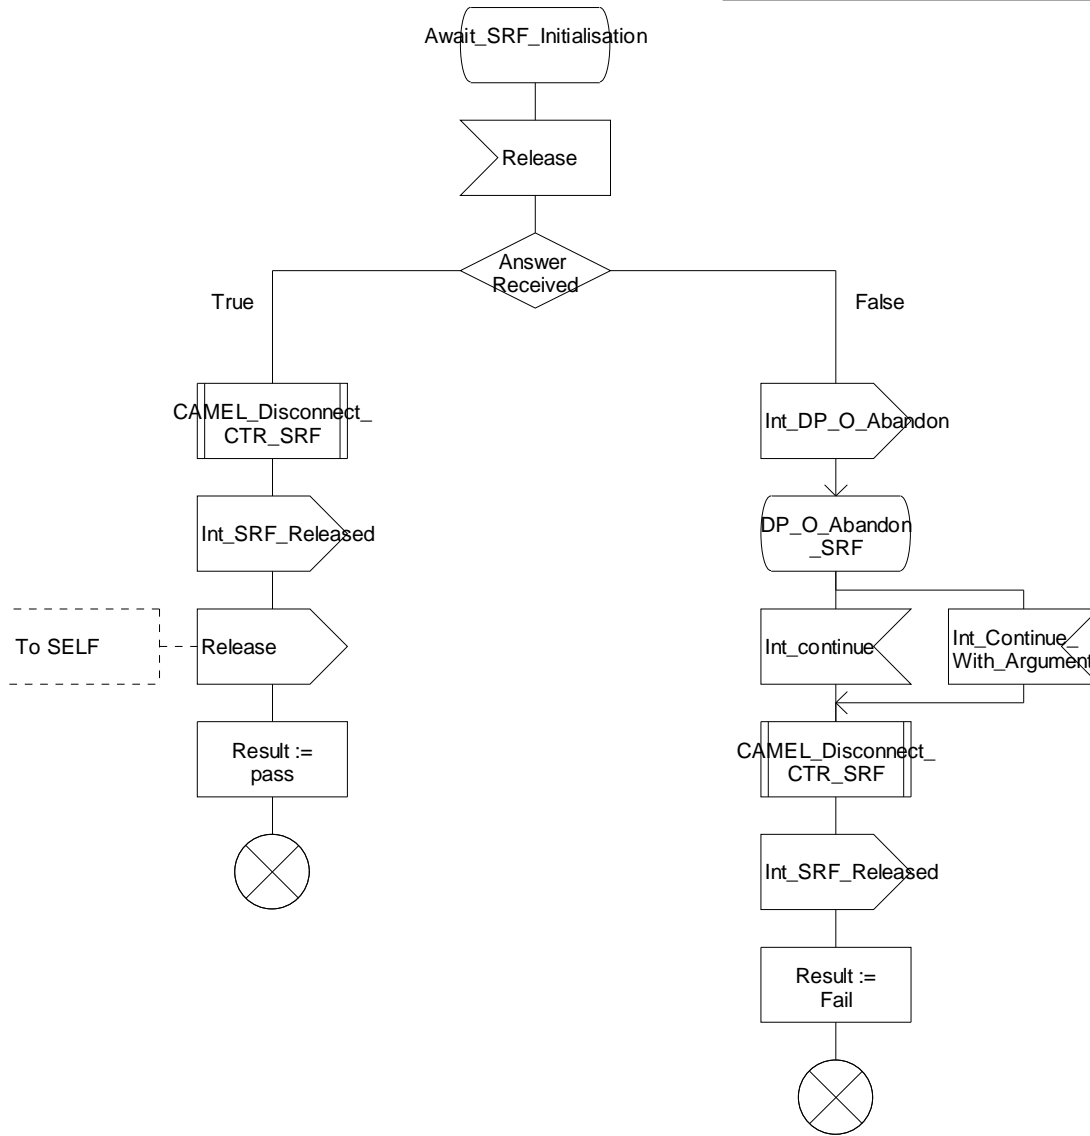 Await_SRF_Initialisation
Release
Answer
Received
True
False
CAMEL_Disconnect_
CTR_SRF
Int_DP_O_Abandon
Int_SRF_Released
DP_O_Abandon
_SRF
To SELF
Release
Int_continue
Int_Continue_
With_Argument
Result :=
pass
CAMEL_Disconnect_
CTR_SRF
Int_SRF_Released
Result :=
Fail